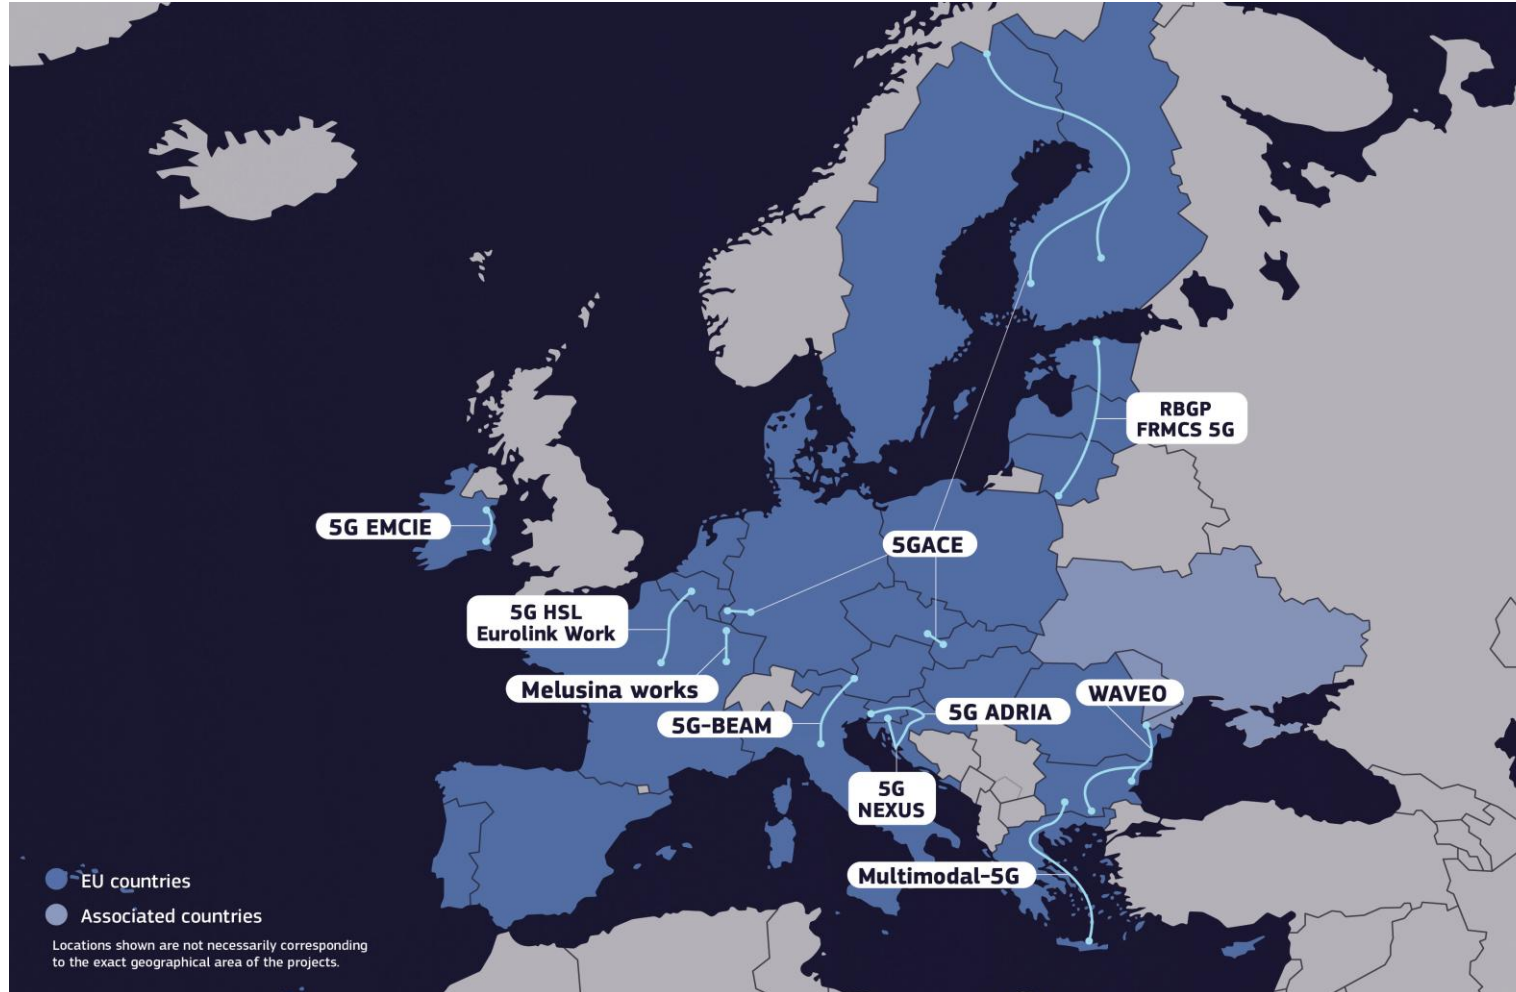 RBGP
FRMCS 5G
5G EMCIE
5GACE
5G HSL
Eurolink Work
Melusina works
WAVEO
5G-BEAM
5G ADRIA
5G
NEXUS
Multimodal-5G
EU countries
Associated countries
Locations shown are not necessarily corresponding
to the exact geographical area of the projects.